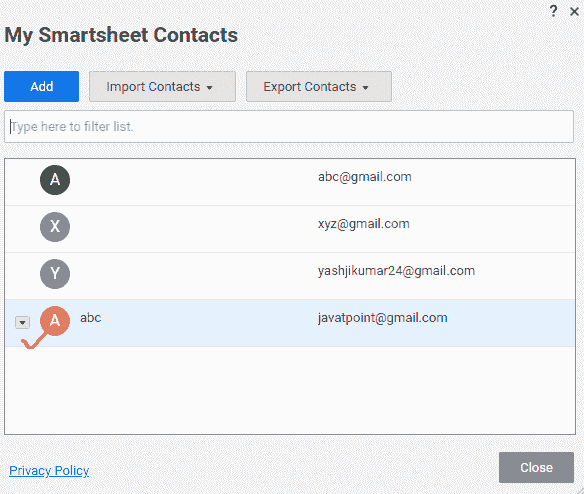 ? ×
My Smartsheet Contacts
Add Import Contacts Export Contacts
Type here to filter list.
A abc@gmail.com
X xyz@gmail.com
Y yashjikumar24@gmail.com
A abc javatpoint@gmail.com
Privacy Policy Close